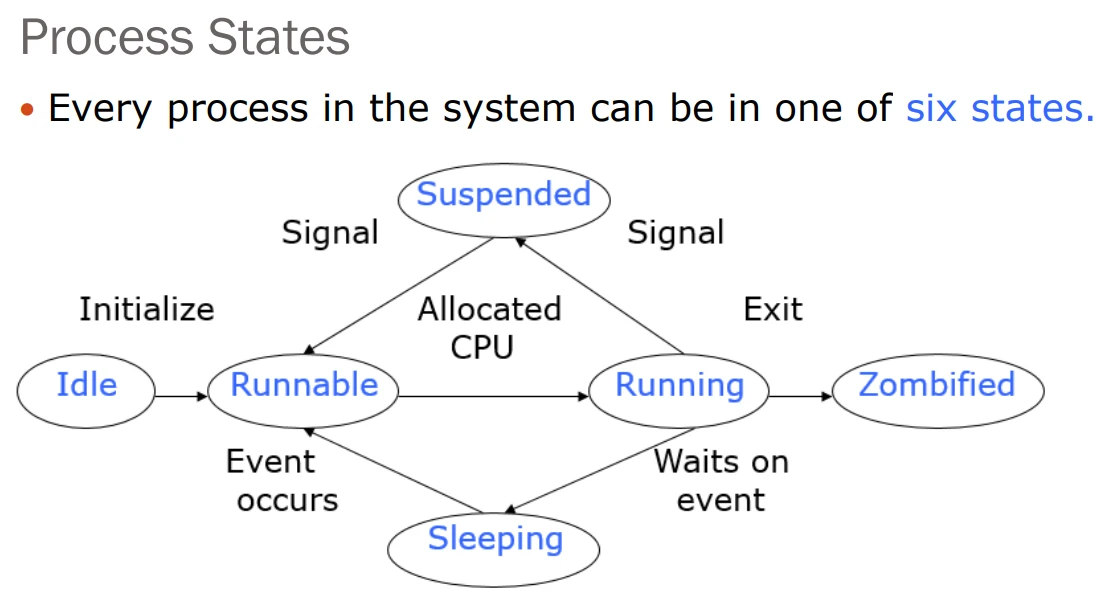 Process States
• Every process in the system can be in one of six states.
Suspended
Signal
Signal
Initialize
Allocated
CPU
Exit
Idle
Runnable
Running
Zombified
Event
occurs
Waits on
event
Sleeping